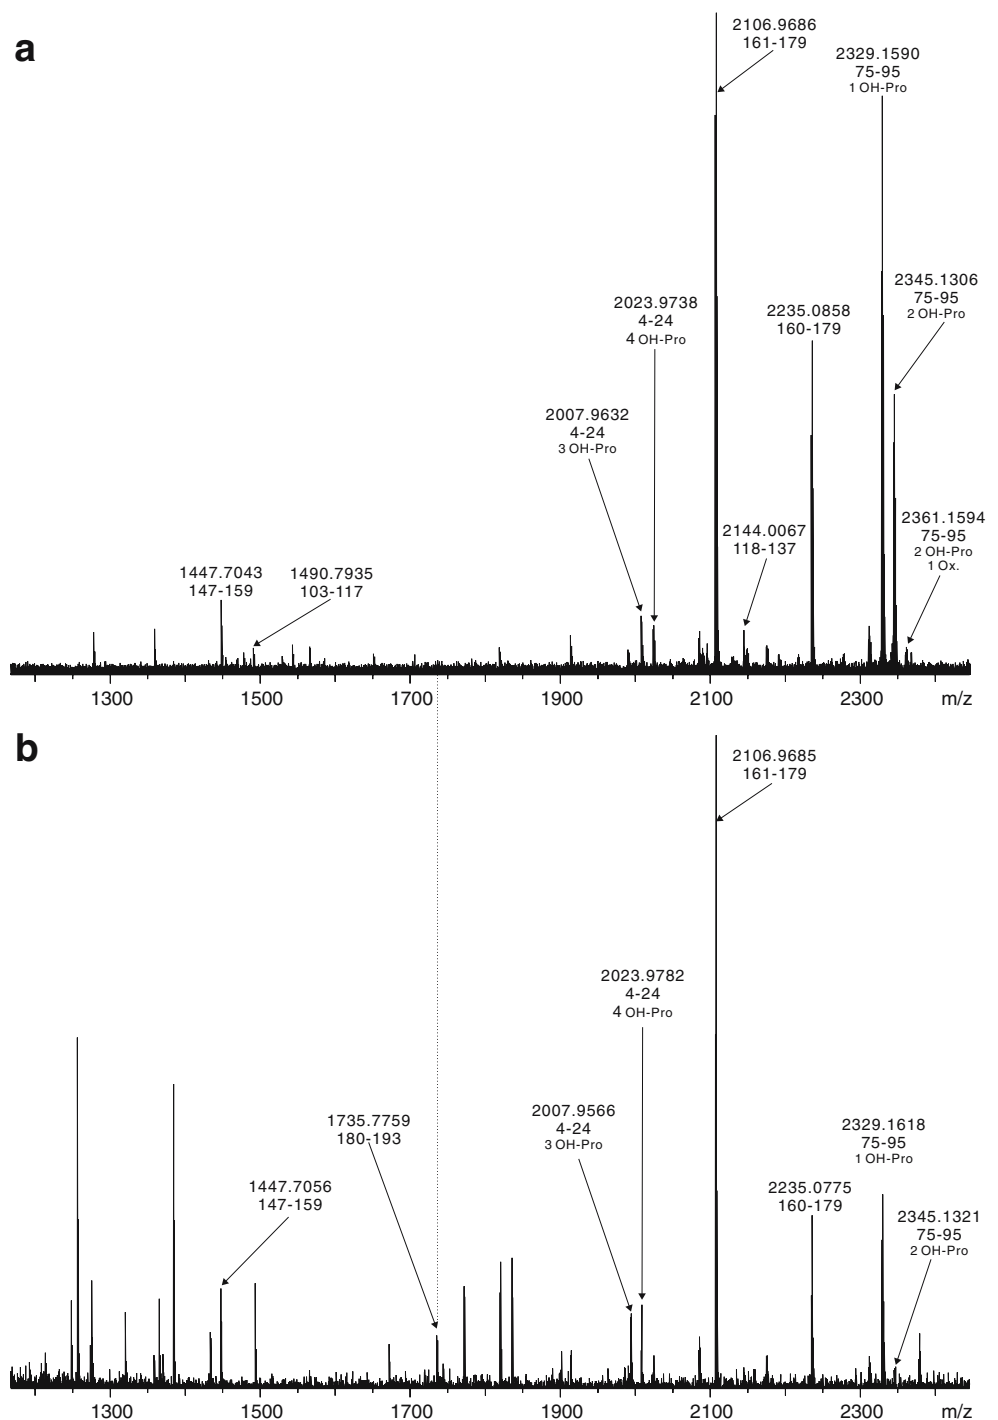 a
2106.9686
161-179
2329.1590
75-95
1 OH-Pro
2345.1306
75-95
2 OH-Pro
2023.9738
4-24
4 OH-Pro
2235.0858
160-179
2007.9632
4-24
3 OH-Pro
2361.1594
75-95
2 OH-Pro
1 Ox.
2144.0067
118-137
1447.7043
147-159
1490.7935
103-117
1300 1500 1700 1900 2100 2300 m/z
b
2106.9685
161-179
2023.9782
4-24
4 OH-Pro
2007.9566
4-24
3 OH-Pro
1735.7759
180-193
2329.1618
75-95
1 OH-Pro
1447.7056
147-159
2235.0775
160-179
2345.1321
75-95
2 OH-Pro
1300 1500 1700 1900 2100 2300 m/z